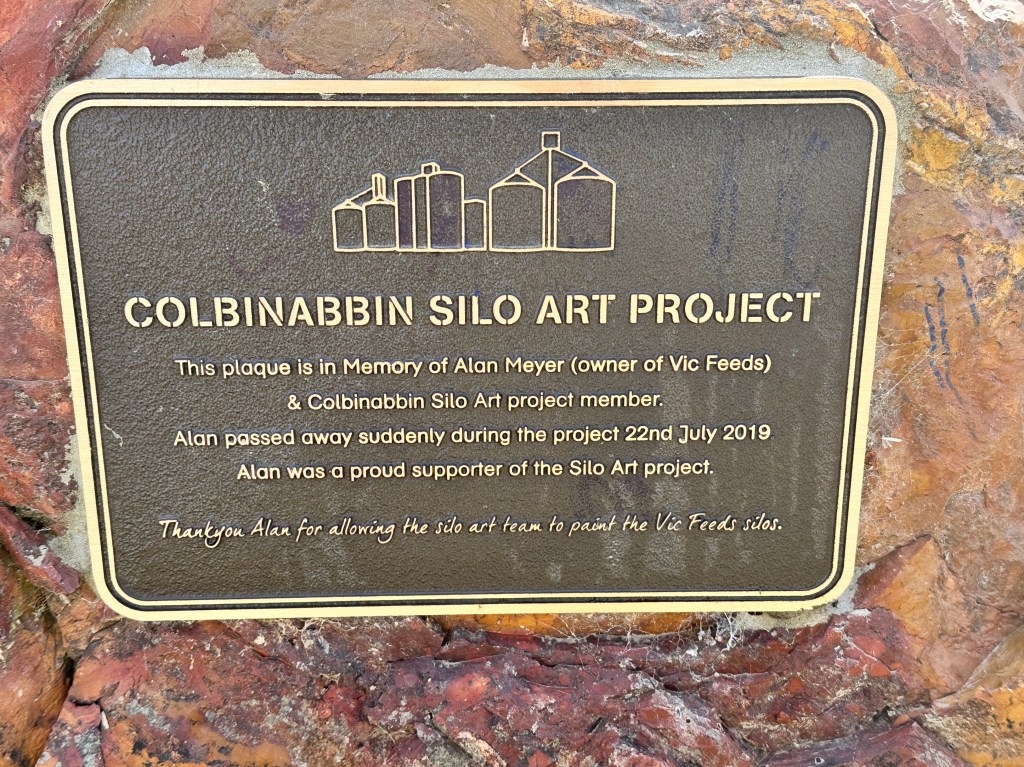 COLBINABBIN SILO ART PROJECT
This plaque is in Memory of Alan Meyer (owner of Vic Feeds)
& Colbinabbin Silo Art project member.
Alan passed away suddenly during the project 22nd July 2019
Alan was a proud supporter of the Silo Art project.
Thankyou Alan for allowing the silo art team to paint the Vic Feeds silos.